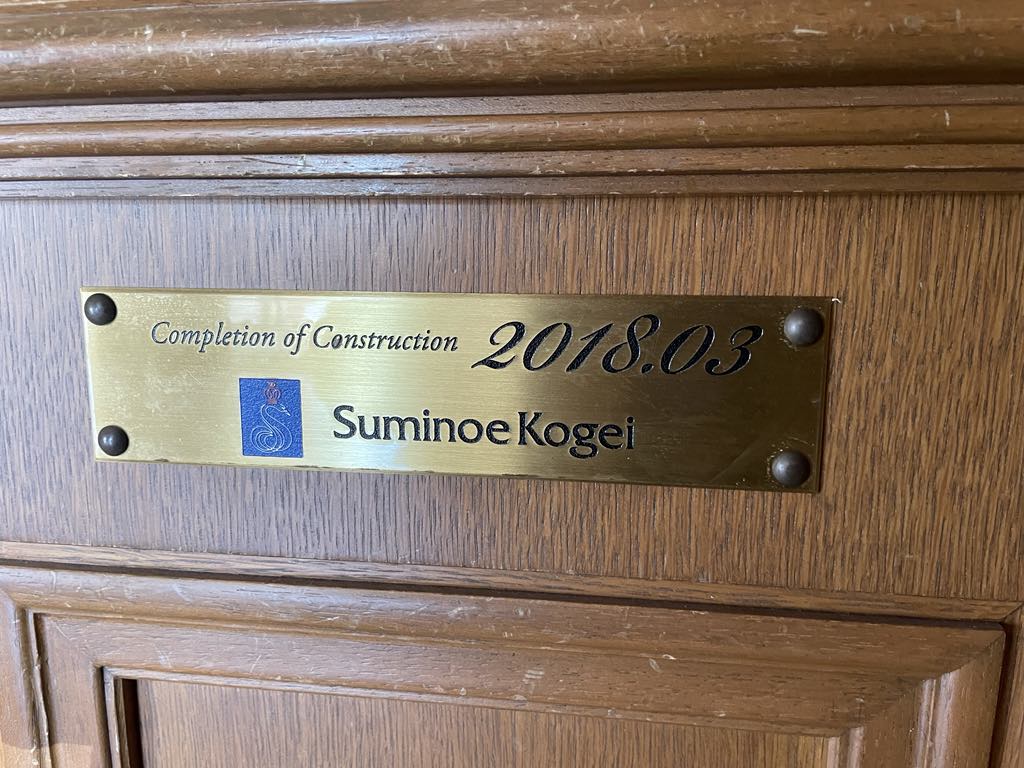 Completion of Construction 2018.03
Suminoe Kogei